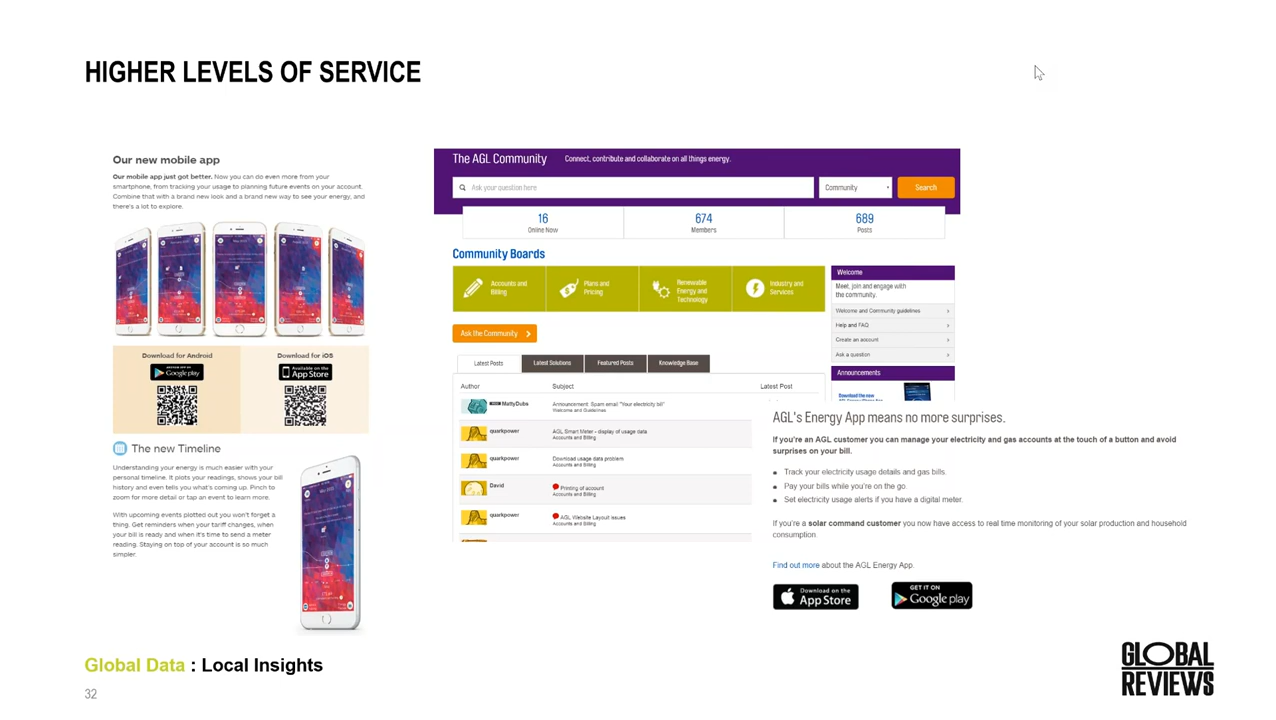 HIGHER LEVELS OF SERVICE
Our new mobile app
Our mobile app just got better. Now you can do even more from your
smartphone, from tracking your usage to planning future events on your account.
Combine that with a brand new look and a brand new way to see your energy, and
there's a lot to explore.
Download for Android
Google play
Download for iOS
Available on the
App Store
The new Timeline
Understanding your energy is much easier with your
personal timeline. It plots your readings, shows your bill
history and even tells you what's coming up. Pinch to
zoom for more detail or tap an event to learn more.
With upcoming events plotted out you won't forget a
thing. Get reminders when your tariff changes, when
your bill is ready and when it's time to send a meter
reading. Staying on top of your account is so much
simpler.
The AGL Community
Connect, contribute and collaborate on all things energy.
Ask your question here
Community
Search
16
Online Now
674
Members
689
Posts
Community Boards
Accounts and
Billing
Plans and
Pricing
Renewable
Energy and
Technology
Industry and
Services
Ask the Community
Latest Posts
Latest Solutions
Featured Posts
Knowledge Base
Author Subject Latest Post
MattyDubs
Announcement: Spam email "Your electricity bill"
Welcome and Guidelines
quarkpower
AGL Smart Meter - display of usage data
Accounts and Billing
quarkpower
Download usage data problem
Accounts and Billing
David
Printing of account
Accounts and Billing
quarkpower
AGL Website Layout issues
Accounts and Billing
Welcome
Meet, join and engage with
the community.
Welcome and Community guidelines
Help and FAQ
Create an account
Ask a question
Announcements
Download the new
AGL's Energy App means no more surprises.
If you're an AGL customer you can manage your electricity and gas accounts at the touch of a button and avoid
surprises on your bill.
Track your electricity usage details and gas bills.
Pay your bills while you're on the go.
Set electricity usage alerts if you have a digital meter.
If you're a solar command customer you now have access to real time monitoring of your solar production and household
consumption.
Find out more about the AGL Energy App.
Download on the
App Store
GET IT ON
Google play
Global Data : Local Insights
32
GLOBAL
REVIEWS